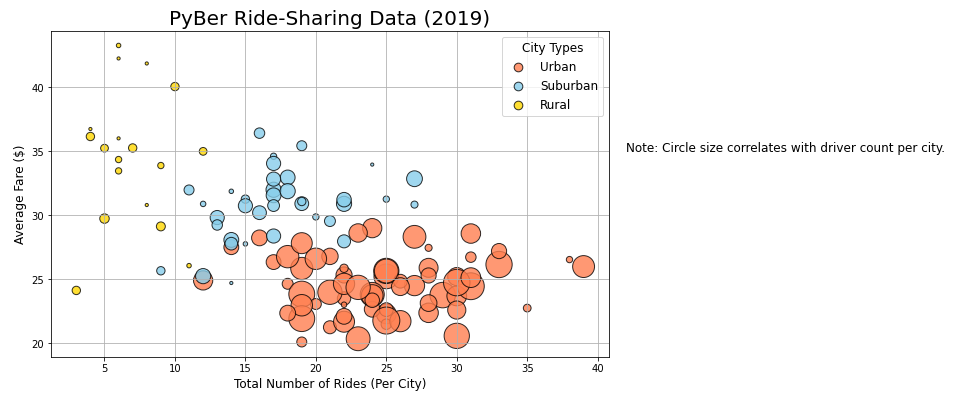 PyBer Ride-Sharing Data (2019)
City Types
Urban
Suburban
Rural
Average Fare ($)
40
35
30
25
20
5 10 15 20 25 30 35 40
Total Number of Rides (Per City)
Note: Circle size correlates with driver count per city.